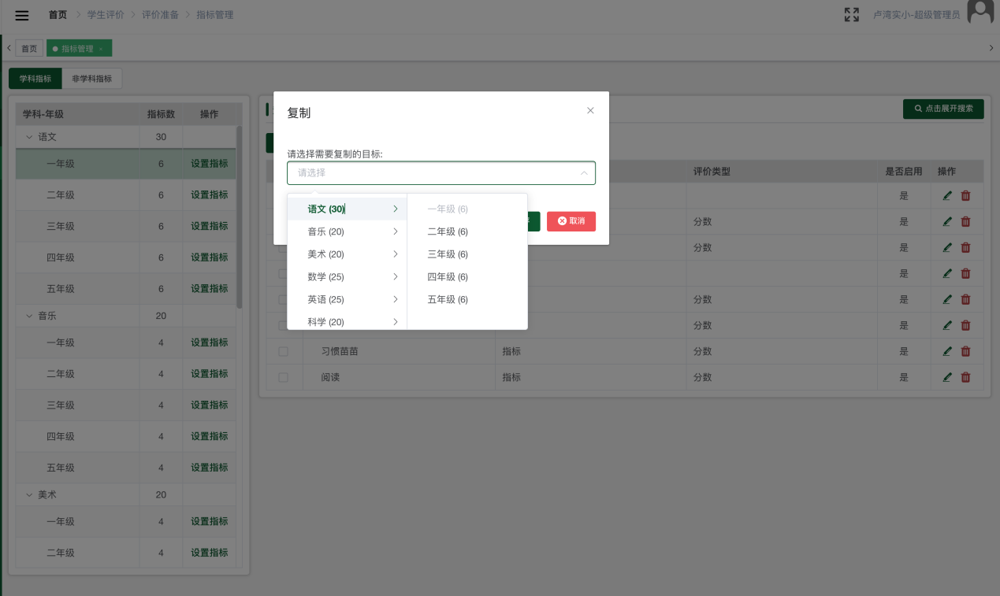 首页 > 学生评价 > 评价准备 > 指标管理
卢湾实小-超级管理员
首页
指标管理 ×
学科指标 非学科指标
学科-年级 指标数 操作
语文 30
一年级 6 设置指标
二年级 6 设置指标
三年级 6 设置指标
四年级 6 设置指标
五年级 6 设置指标
音乐 20
一年级 4 设置指标
二年级 4 设置指标
三年级 4 设置指标
四年级 4 设置指标
五年级 4 设置指标
美术 20
一年级 4 设置指标
二年级 4 设置指标
复制
请选择需要复制的目标:
请选择
语文 (30)
音乐 (20)
美术 (20)
数学 (25)
英语 (25)
科学 (20)
一年级 (6)
二年级 (6)
三年级 (6)
四年级 (6)
五年级 (6)
取消
点击展开搜索
评价类型 是否启用 操作
是
分数 是
分数 是
是
分数 是
分数 是
习惯苗苗 指标 分数 是
阅读 指标 分数 是